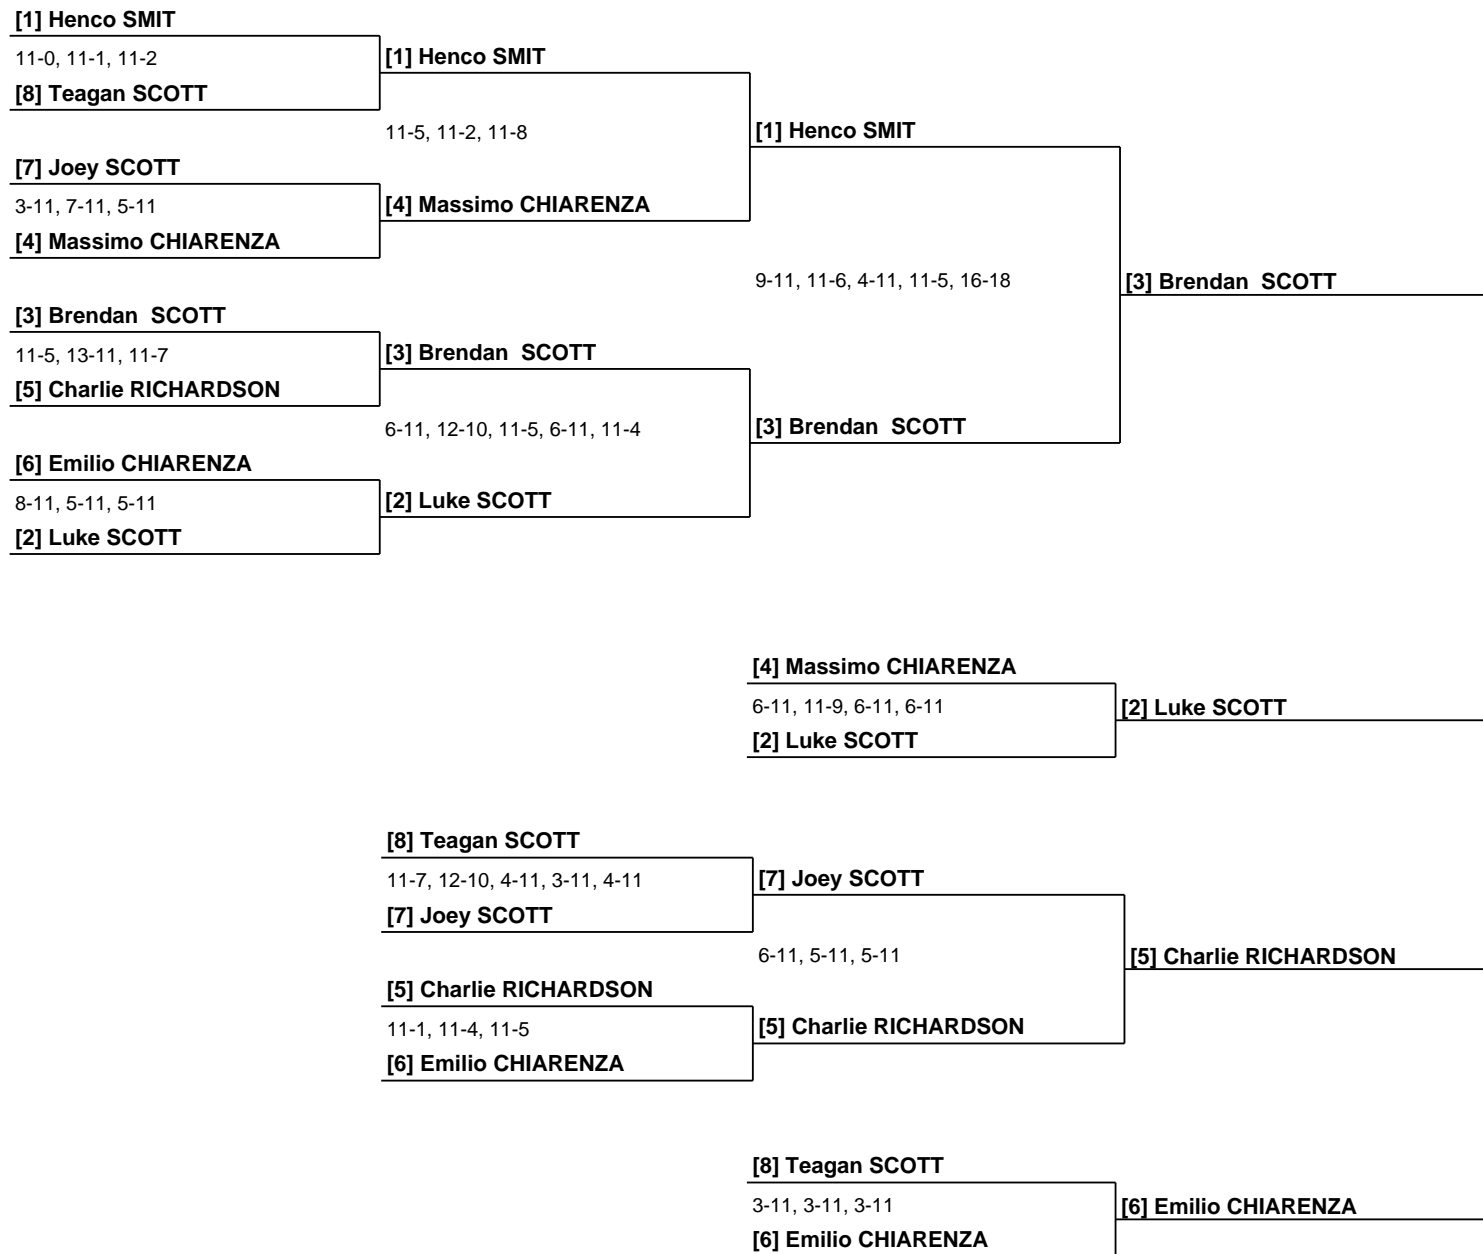 [1] Henco SMIT
11-0, 11-1, 11-2
[1] Henco SMIT
[8] Teagan SCOTT
11-5, 11-2, 11-8
[1] Henco SMIT
[7] Joey SCOTT
3-11, 7-11, 5-11
[4] Massimo CHIARENZA
[4] Massimo CHIARENZA
9-11, 11-6, 4-11, 11-5, 16-18
[3] Brendan  SCOTT
[3] Brendan  SCOTT
11-5, 13-11, 11-7
[3] Brendan  SCOTT
[5] Charlie RICHARDSON
6-11, 12-10, 11-5, 6-11, 11-4
[3] Brendan  SCOTT
[6] Emilio CHIARENZA
8-11, 5-11, 5-11
[2] Luke SCOTT
[2] Luke SCOTT
[4] Massimo CHIARENZA
6-11, 11-9, 6-11, 6-11
[2] Luke SCOTT
[2] Luke SCOTT
[8] Teagan SCOTT
11-7, 12-10, 4-11, 3-11, 4-11
[7] Joey SCOTT
[7] Joey SCOTT
6-11, 5-11, 5-11
[5] Charlie RICHARDSON
[5] Charlie RICHARDSON
11-1, 11-4, 11-5
[5] Charlie RICHARDSON
[6] Emilio CHIARENZA
[8] Teagan SCOTT
3-11, 3-11, 3-11
[6] Emilio CHIARENZA
[6] Emilio CHIARENZA